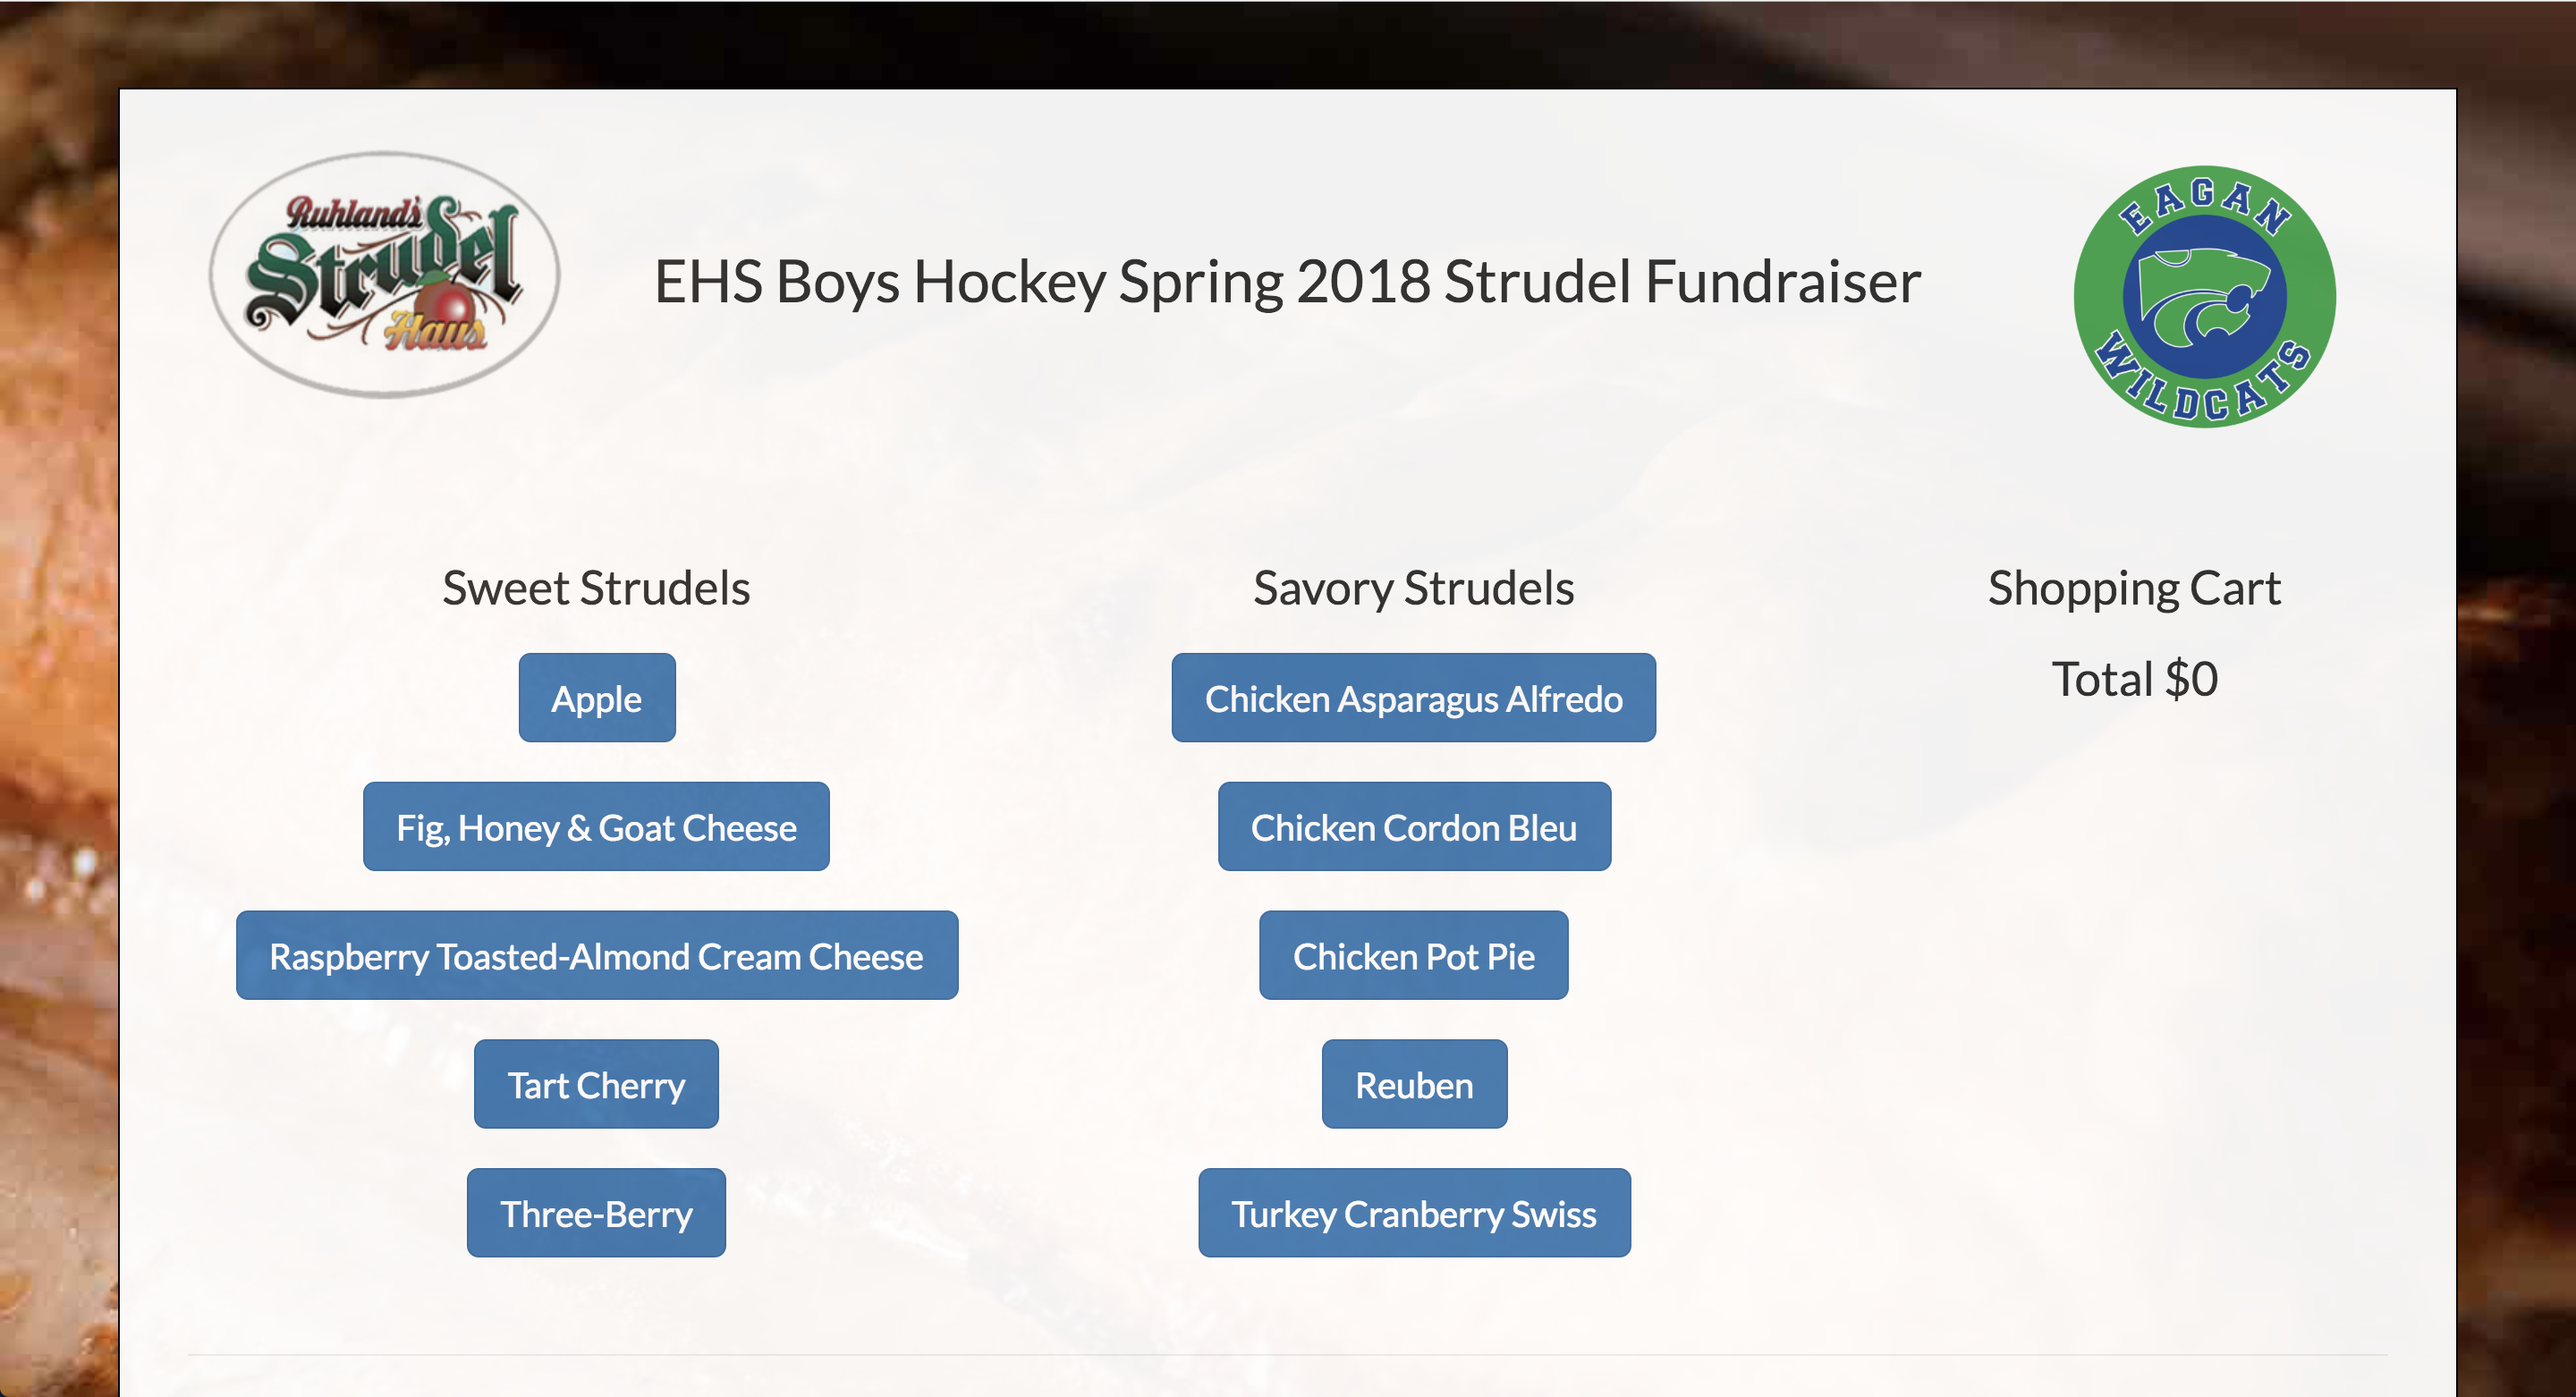 Ruhland's
Strudel
Haus
EHS Boys Hockey Spring 2018 Strudel Fundraiser
EAGAN
WILDCATS
Sweet Strudels
Apple
Fig, Honey & Goat Cheese
Raspberry Toasted-Almond Cream Cheese
Tart Cherry
Three-Berry
Savory Strudels
Chicken Asparagus Alfredo
Chicken Cordon Bleu
Chicken Pot Pie
Reuben
Turkey Cranberry Swiss
Shopping Cart
Total $0